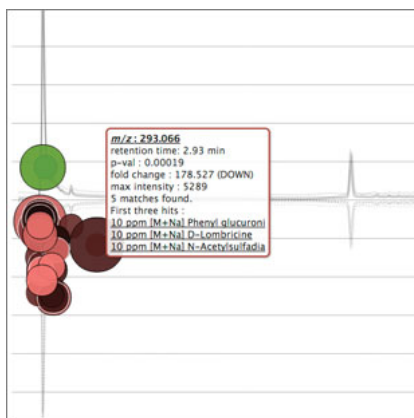 m/z : 293.066
retention time: 2.93 min
p-val : 0.00019
fold change : 178.527 (DOWN)
max intensity : 5289
5 matches found.
First three hits :
10 ppm [M+Na] Phenyl glucuroni
10 ppm [M+Na] D-Lombricine
10 ppm [M+Na] N-Acetylsulfadia